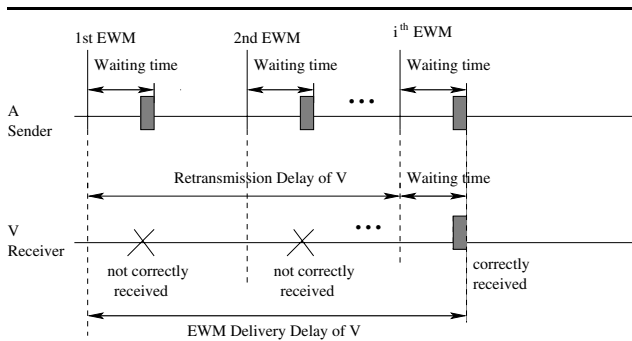 1st EWM
2nd EWM
i th EWM
Waiting time
Waiting time
Waiting time
A
Sender
Retransmission Delay of V
Waiting time
V
Receiver
not correctly
received
not correctly
received
correctly
received
EWM Delivery Delay of V